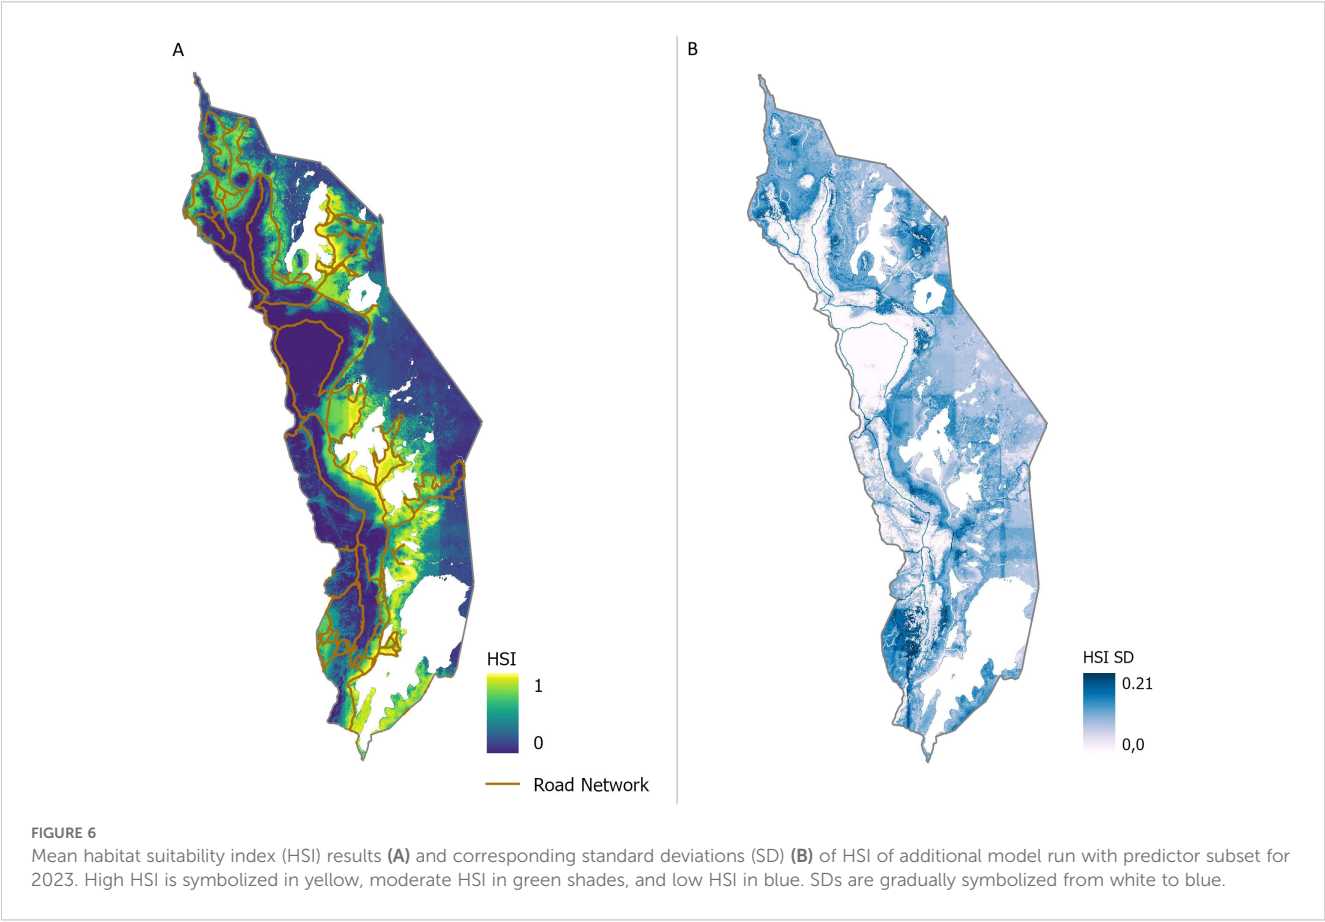 A
B
HSI
1
0
Road Network
HSI SD
0.21
0,0
FIGURE 6
Mean habitat suitability index (HSI) results (A) and corresponding standard deviations (SD) (B) of HSI of additional model run with predictor subset for
2023. High HSI is symbolized in yellow, moderate HSI in green shades, and low HSI in blue. SDs are gradually symbolized from white to blue.